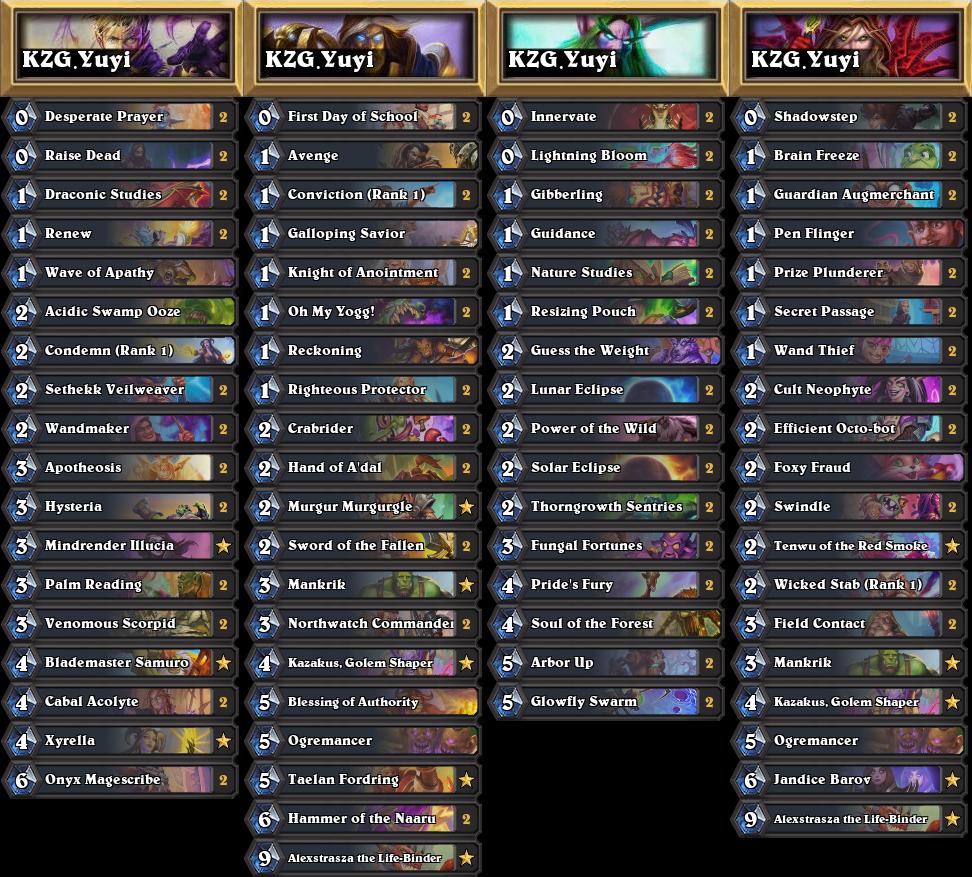 KZG.Yuyi
0 Desperate Prayer 2
0 Raise Dead 2
1 Draconic Studies 2
1 Renew 2
1 Wave of Apathy
2 Acidic Swamp Ooze
2 Condemn (Rank 1)
2 Sethekk Veilweaver 2
2 Wandmaker 2
3 Apotheosis 2
3 Hysteria 2
3 Mindrender Illucia
3 Palm Reading 2
3 Venomous Scorpid 2
4 Blademaster Samuro
4 Cabal Acolyte 2
4 Xyrella
6 Onyx Magescribe 2
KZG.Yuyi
0 First Day of School 2
1 Avenge
1 Conviction (Rank 1) 2
1 Galloping Savior
1 Knight of Anointment 2
1 Oh My Yogg! 2
1 Reckoning
1 Righteous Protector 2
2 Crabrider 2
2 Hand of A'dal 2
2 Murgur Murgurgle
2 Sword of the Fallen 2
3 Mankrik
3 Northwatch Commander 2
4 Kazakus, Golem Shaper
5 Blessing of Authority
5 Ogremancer
5 Taelan Fordring
6 Hammer of the Naaru 2
9 Alexstrasza the Life-Binder
KZG.Yuyi
0 Innervate 2
0 Lightning Bloom 2
1 Gibberling 2
1 Guidance 2
1 Nature Studies 2
1 Resizing Pouch 2
2 Guess the Weight
2 Lunar Eclipse 2
2 Power of the Wild 2
2 Solar Eclipse 2
2 Thorngrowth Sentries 2
3 Fungal Fortunes 2
4 Pride's Fury 2
4 Soul of the Forest
5 Arbor Up 2
5 Glowfly Swarm 2
KZG.Yuyi
0 Shadowstep 2
1 Brain Freeze 2
1 Guardian Augmerchant 2
1 Pen Flinger
1 Prize Plunderer 2
1 Secret Passage 2
1 Wand Thief 2
2 Cult Neophyte 2
2 Efficient Octo-bot 2
2 Foxy Fraud
2 Swindle 2
2 Tenwu of the Red Smoke
2 Wicked Stab (Rank 1) 2
3 Field Contact 2
3 Mankrik
4 Kazakus, Golem Shaper
5 Ogremancer
6 Jandice Barov
9 Alexstrasza the Life-Binder